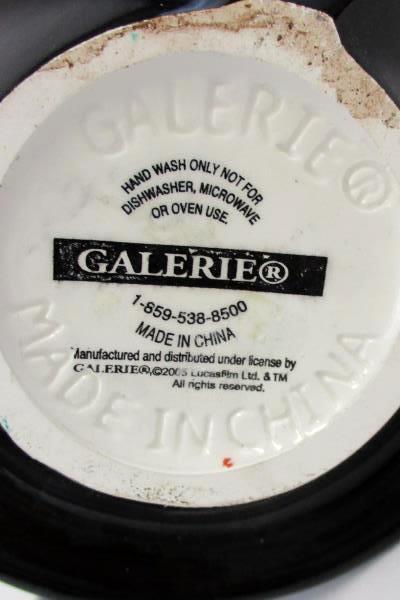 GALERIE®
HAND WASH ONLY NOT FOR
DISHWASHER, MICROWAVE
OR OVEN USE.
GALERIE®
1-859-538-8500
MADE IN CHINA
Manufactured and distributed under license by
GALERIE®,©2005 Lucasfilm Ltd. & TM
All rights reserved.
MADE IN CHINA